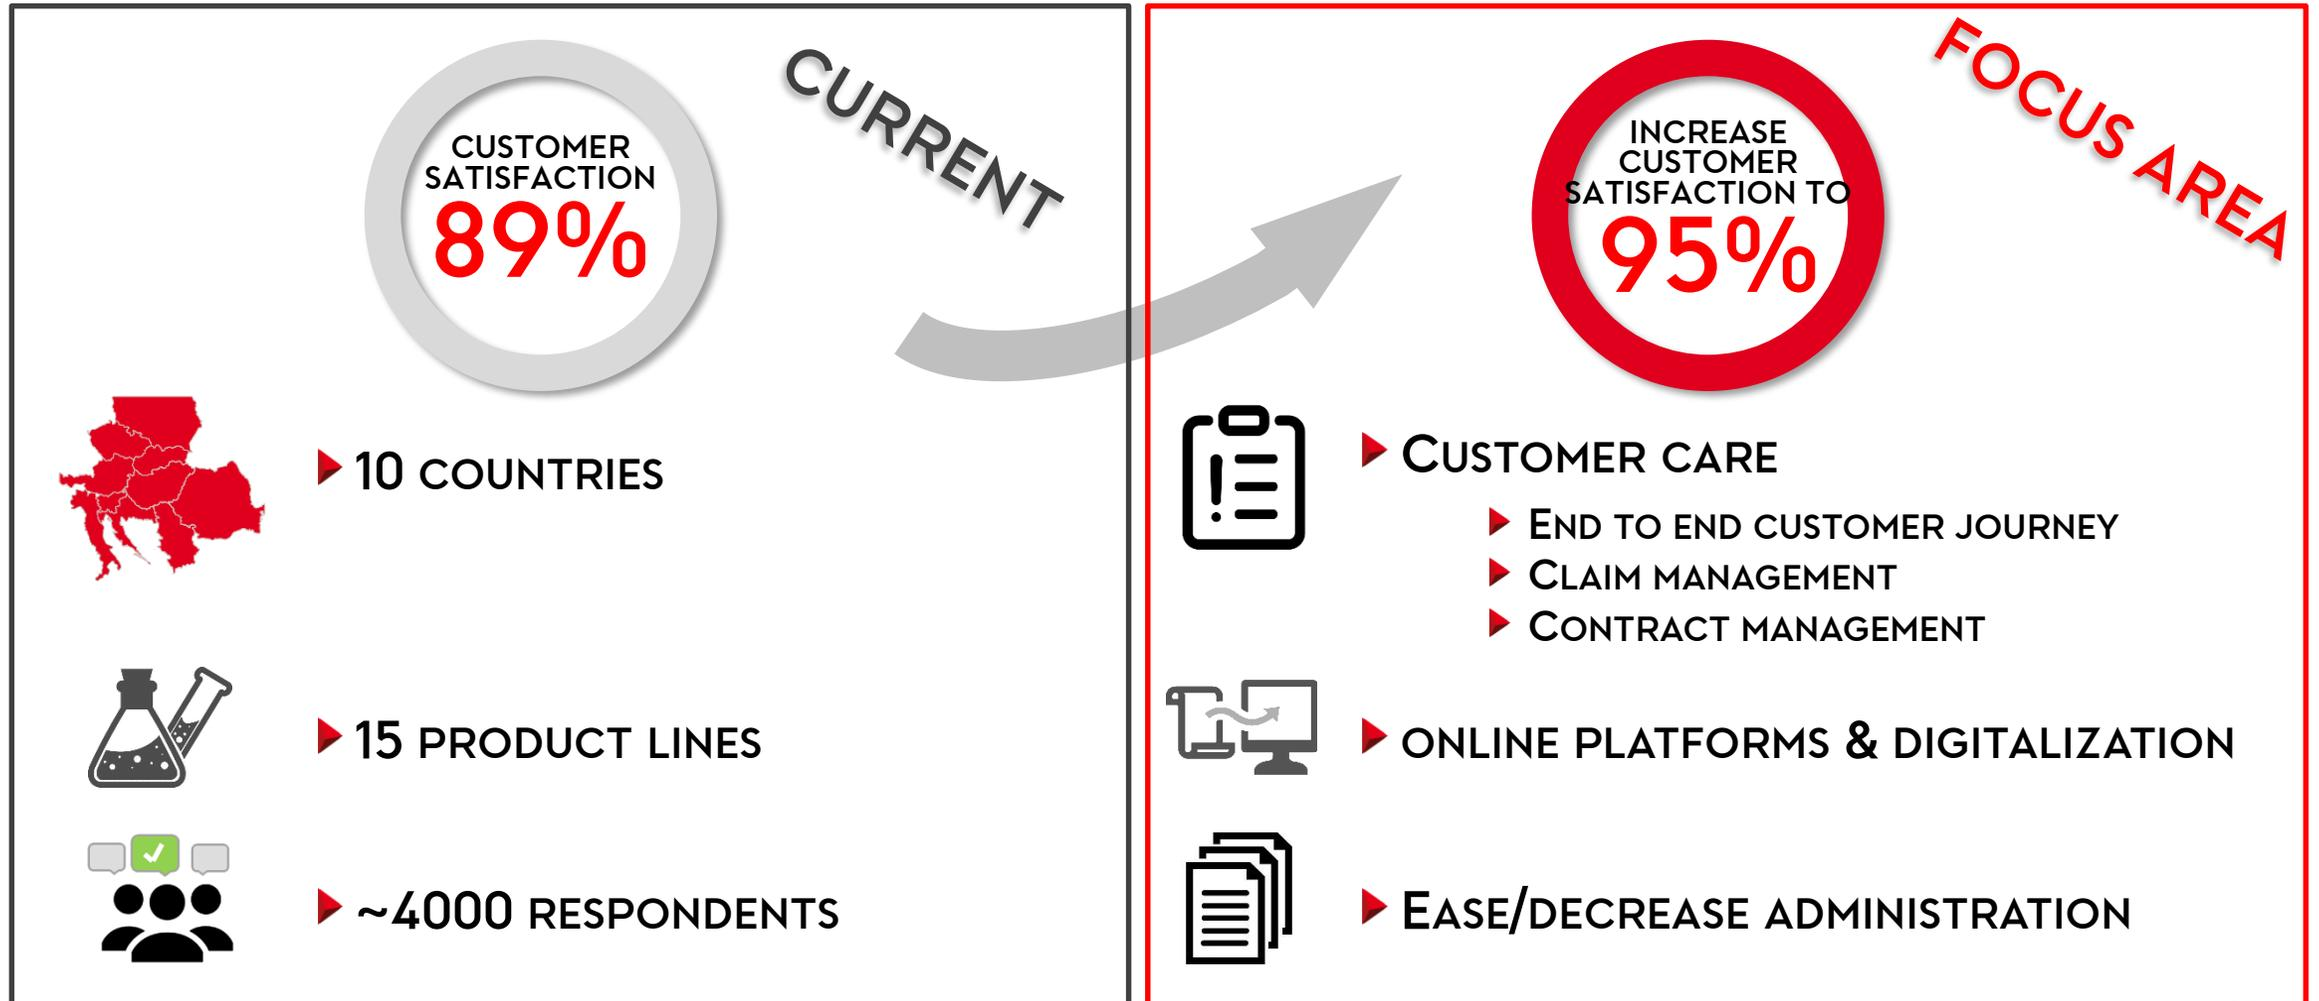 CURRENT
CUSTOMER
SATISFACTION
89%
10 COUNTRIES
15 PRODUCT LINES
~4000 RESPONDENTS
FOCUS AREA
INCREASE
CUSTOMER
SATISFACTION TO
95%
CUSTOMER CARE
END TO END CUSTOMER JOURNEY
CLAIM MANAGEMENT
CONTRACT MANAGEMENT
ONLINE PLATFORMS & DIGITALIZATION
EASE/DECREASE ADMINISTRATION